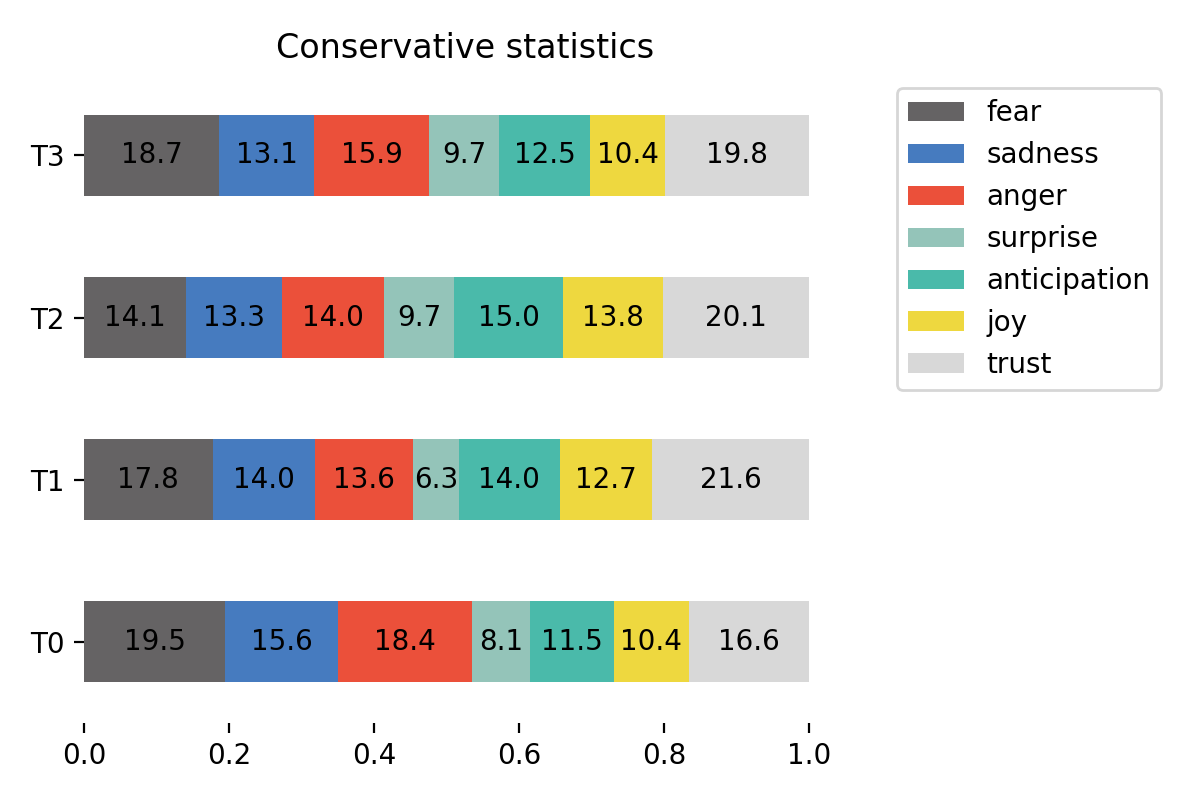 Conservative statistics
T3 18.7 13.1 15.9 9.7 12.5 10.4 19.8
T2 14.1 13.3 14.0 9.7 15.0 13.8 20.1
T1 17.8 14.0 13.6 6.3 14.0 12.7 21.6
T0 19.5 15.6 18.4 8.1 11.5 10.4 16.6
0.0 0.2 0.4 0.6 0.8 1.0
fear
sadness
anger
surprise
anticipation
joy
trust